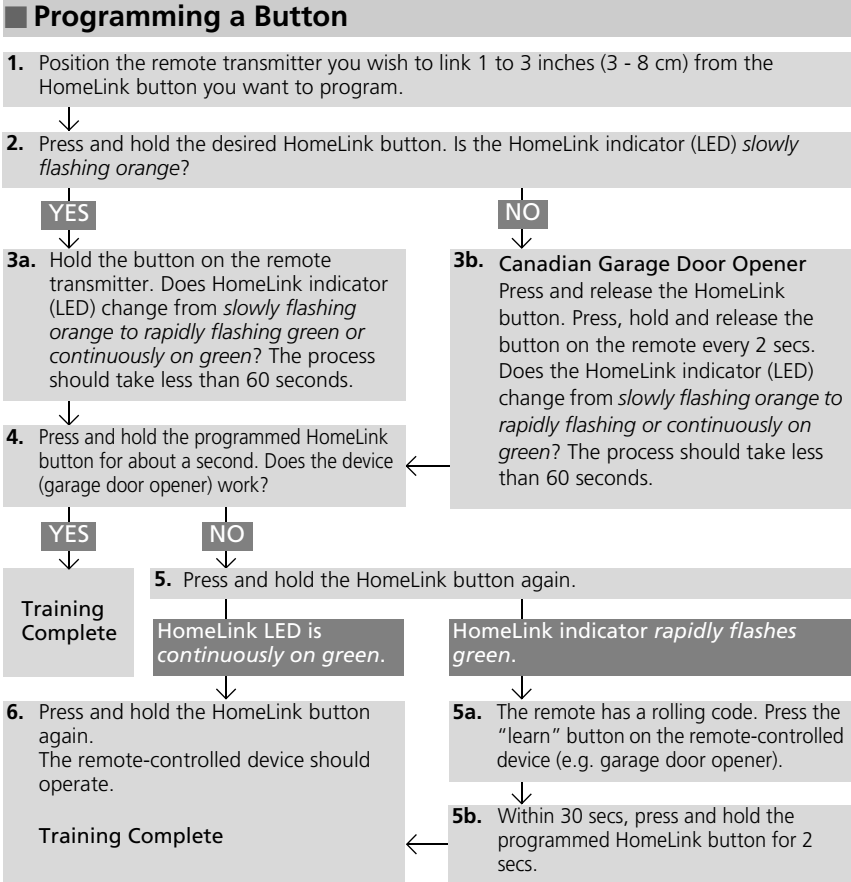 Programming a Button
1. Position the remote transmitter you wish to link 1 to 3 inches (3 - 8 cm) from the
HomeLink button you want to program.
2. Press and hold the desired HomeLink button. Is the HomeLink indicator (LED) slowly
flashing orange?
YES
NO
3a. Hold the button on the remote
transmitter. Does HomeLink indicator
(LED) change from slowly flashing
orange to rapidly flashing green or
continuously on green? The process
should take less than 60 seconds.
3b. Canadian Garage Door Opener
Press and release the HomeLink
button. Press, hold and release the
button on the remote every 2 secs.
Does the HomeLink indicator (LED)
change from slowly flashing orange to
rapidly flashing or continuously on
green? The process should take less
than 60 seconds.
4. Press and hold the programmed HomeLink
button for about a second. Does the device
(garage door opener) work?
YES
NO
Training
Complete
5. Press and hold the HomeLink button again.
HomeLink LED is
continuously on green.
HomeLink indicator rapidly flashes
green.
5a. The remote has a rolling code. Press the
“learn” button on the remote-controlled
device (e.g. garage door opener).
5b. Within 30 secs, press and hold the
programmed HomeLink button for 2
secs.
6. Press and hold the HomeLink button
again.
The remote-controlled device should
operate.
Training Complete